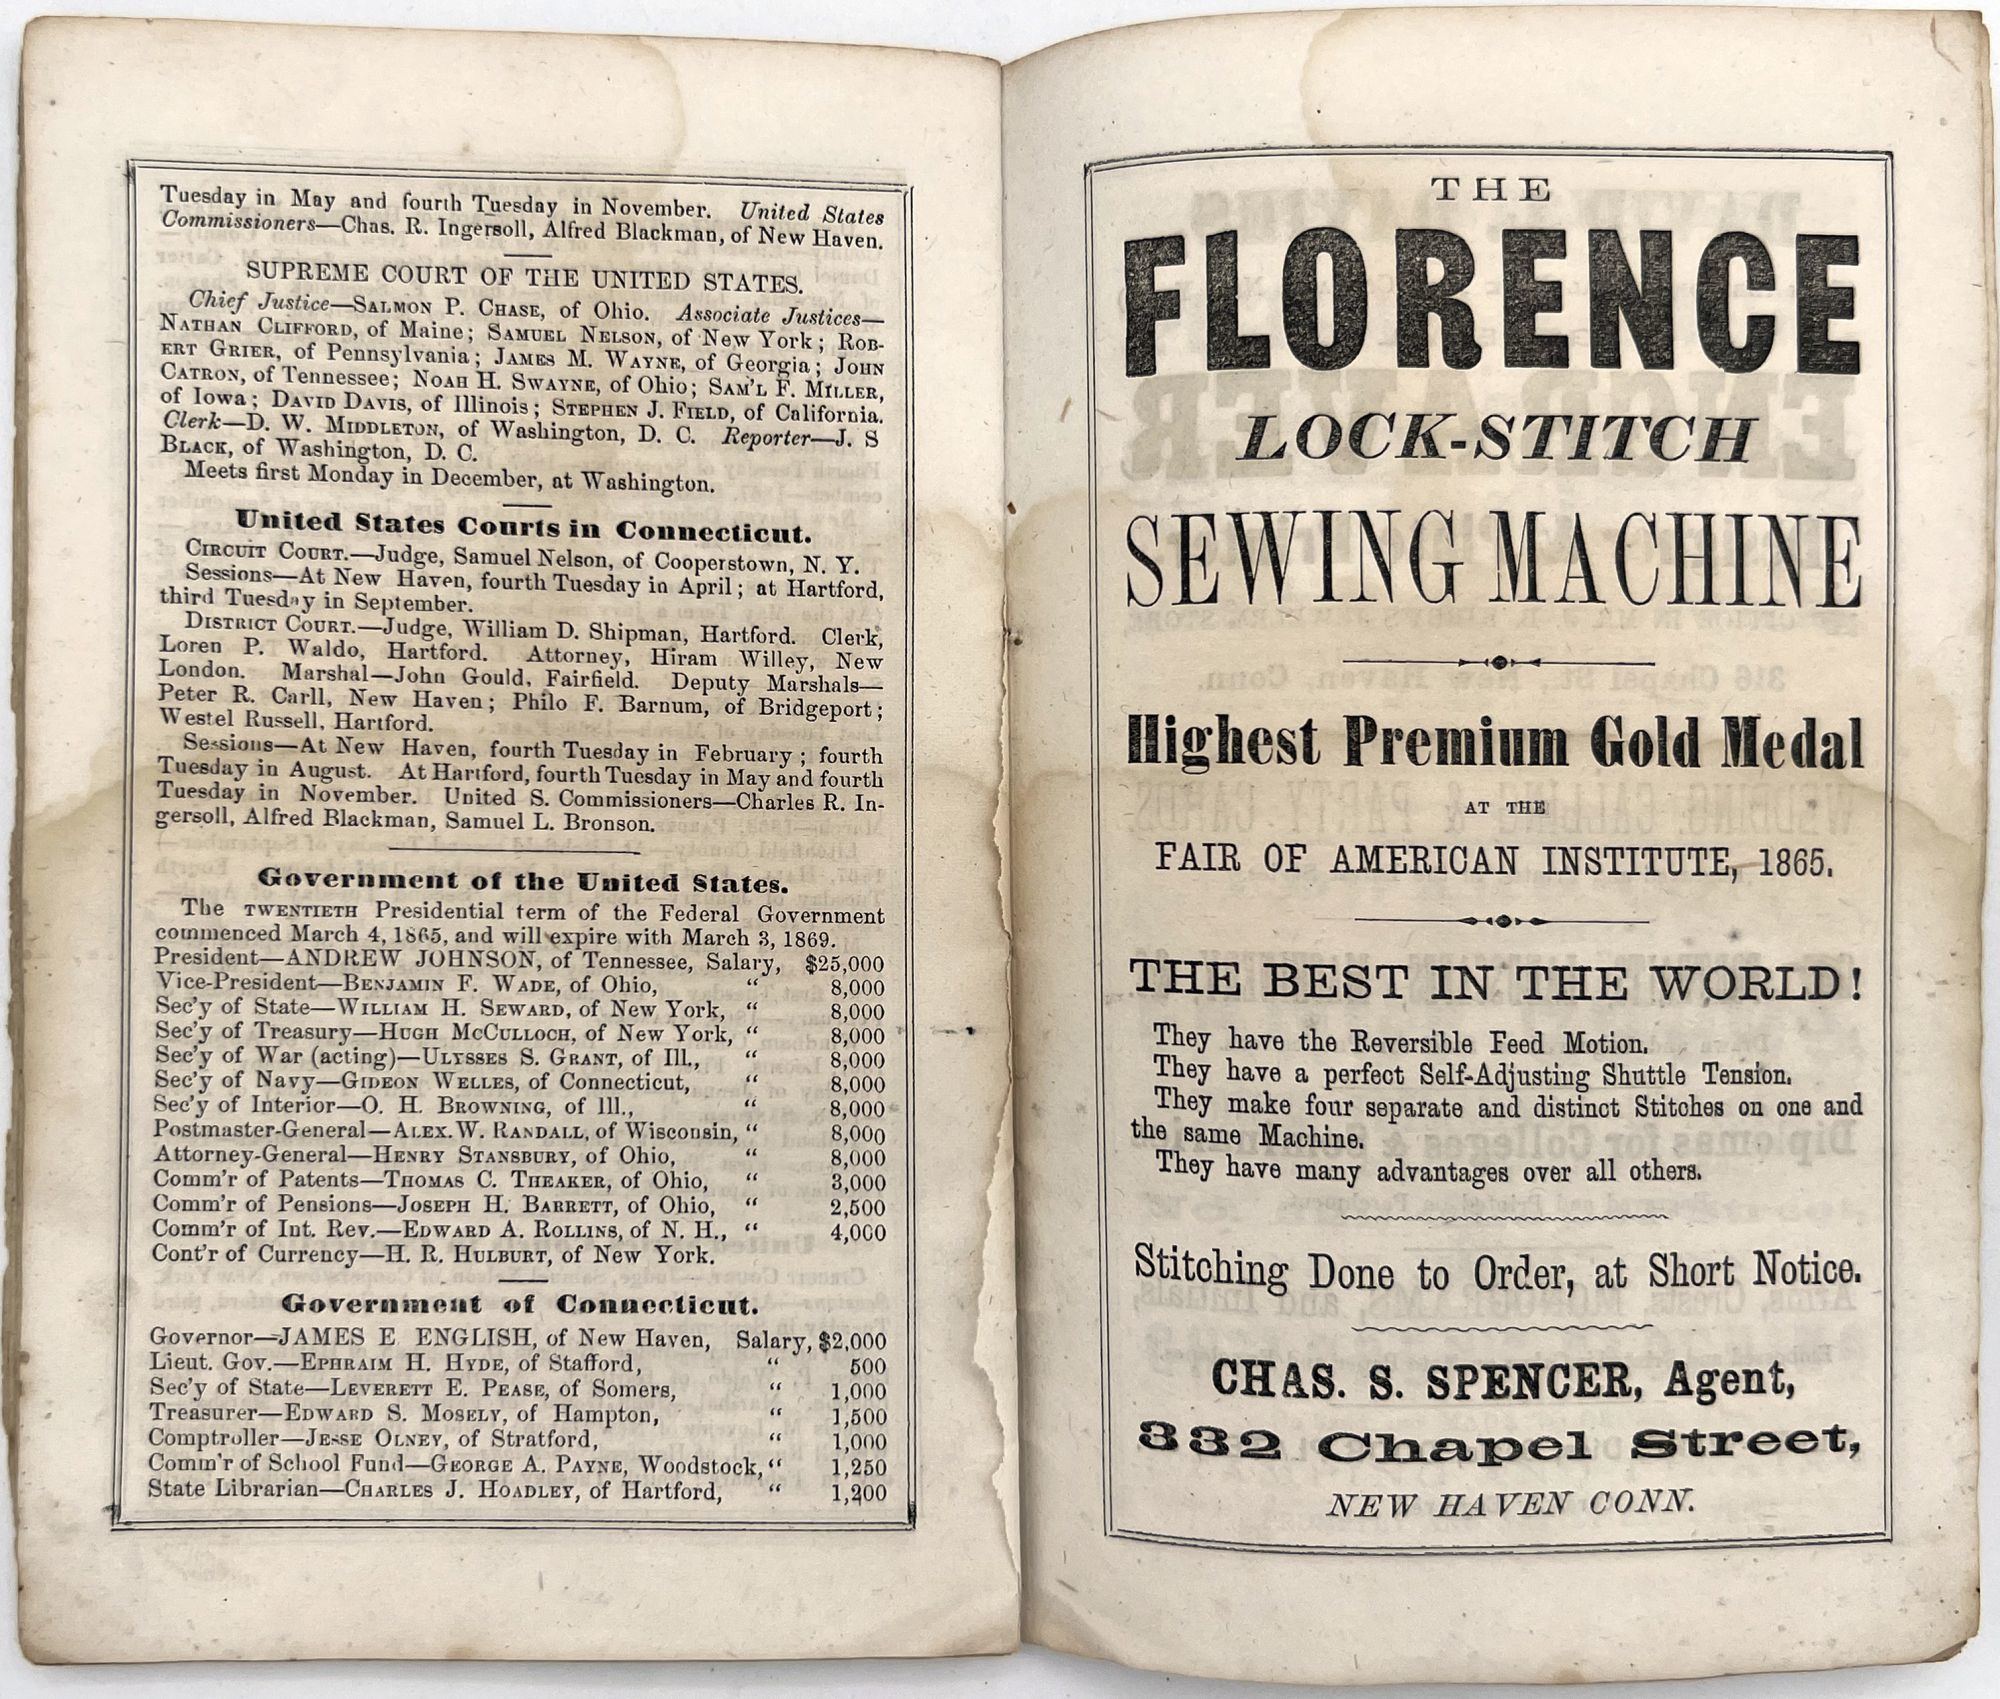 Tuesday in May and fourth Tuesday in November. United States
Commissioners—Chas. R. Ingersoll, Alfred Blackman, of New Haven.
SUPREME COURT OF THE UNITED STATES.
Chief Justice—SALMON P. CHASE, of Ohio. Associate Justices—
NATHAN CLIFFORD, of Maine; SAMUEL NELSON, of New York; ROB-
ERT GRIER, of Pennsylvania; JAMES M. WAYNE, of Georgia; JOHN
CATRON, of Tennessee; NOAH H. SWAYNE, of Ohio; SAM'L F. MILLER,
of Iowa; DAVID DAVIS, of Illinois; STEPHEN J. FIELD, of California.
Clerk—D. W. MIDDLETON, of Washington, D. C. Reporter—J. S
BLACK, of Washington, D. C.
Meets first Monday in December, at Washington.
United States Courts in Connecticut.
CIRCUIT COURT.—Judge, Samuel Nelson, of Cooperstown, N. Y.
Sessions—At New Haven, fourth Tuesday in April; at Hartford,
third Tuesday in September.
DISTRICT COURT.—Judge, William D. Shipman, Hartford. Clerk,
Loren P. Waldo, Hartford. Attorney, Hiram Willey, New
London. Marshal—John Gould, Fairfield. Deputy Marshals—
Peter R. Carll, New Haven; Philo F. Barnum, of Bridgeport;
Westel Russell, Hartford.
Sessions—At New Haven, fourth Tuesday in February; fourth
Tuesday in August. At Hartford, fourth Tuesday in May and fourth
Tuesday in November. United S. Commissioners—Charles R. In-
gersoll, Alfred Blackman, Samuel L. Bronson.
Government of the United States.
The TWENTIETH Presidential term of the Federal Government
commenced March 4, 1865, and will expire with March 3, 1869.
President—ANDREW JOHNSON, of Tennessee, Salary, $25,000
Vice-President—BENJAMIN F. WADE, of Ohio, “ 8,000
Sec'y of State—WILLIAM H. SEWARD, of New York, “ 8,000
Sec'y of Treasury—HUGH MCCULLOCH, of New York, “ 8,000
Sec'y of War (acting)—ULYSSES S. GRANT, of Ill., “ 8,000
Sec'y of Navy—GIDEON WELLES, of Connecticut, “ 8,000
Sec'y of Interior—O. H. BROWNING, of Ill., “ 8,000
Postmaster-General—ALEX. W. RANDALL, of Wisconsin, “ 8,000
Attorney-General—HENRY STANSBURY, of Ohio, “ 8,000
Comm'r of Patents—THOMAS C. THEAKER, of Ohio, “ 3,000
Comm'r of Pensions—JOSEPH H. BARRETT, of Ohio, “ 2,500
Comm'r of Int. Rev.—EDWARD A. ROLLINS, of N. H., “ 4,000
Cont'r of Currency—H. R. HULBURT, of New York.
Government of Connecticut.
Governor—JAMES E ENGLISH, of New Haven, Salary, $2,000
Lieut. Gov.—EPHRAIM H. HYDE, of Stafford, “ 500
Sec'y of State—LEVERETT E. PEASE, of Somers, “ 1,000
Treasurer—EDWARD S. MOSELY, of Hampton, “ 1,500
Comptroller—JESSE OLNEY, of Stratford, “ 1,000
Comm'r of School Fund—GEORGE A. PAYNE, Woodstock, “ 1,250
State Librarian—CHARLES J. HOADLEY, of Hartford, “ 1,200
THE
FLORENCE
LOCK-STITCH
SEWING MACHINE
Highest Premium Gold Medal
AT THE
FAIR OF AMERICAN INSTITUTE, 1865.
THE BEST IN THE WORLD!
They have the Reversible Feed Motion.
They have a perfect Self-Adjusting Shuttle Tension.
They make four separate and distinct Stitches on one and
the same Machine.
They have many advantages over all others.
Stitching Done to Order, at Short Notice.
CHAS. S. SPENCER, Agent,
332 Chapel Street,
NEW HAVEN CONN.